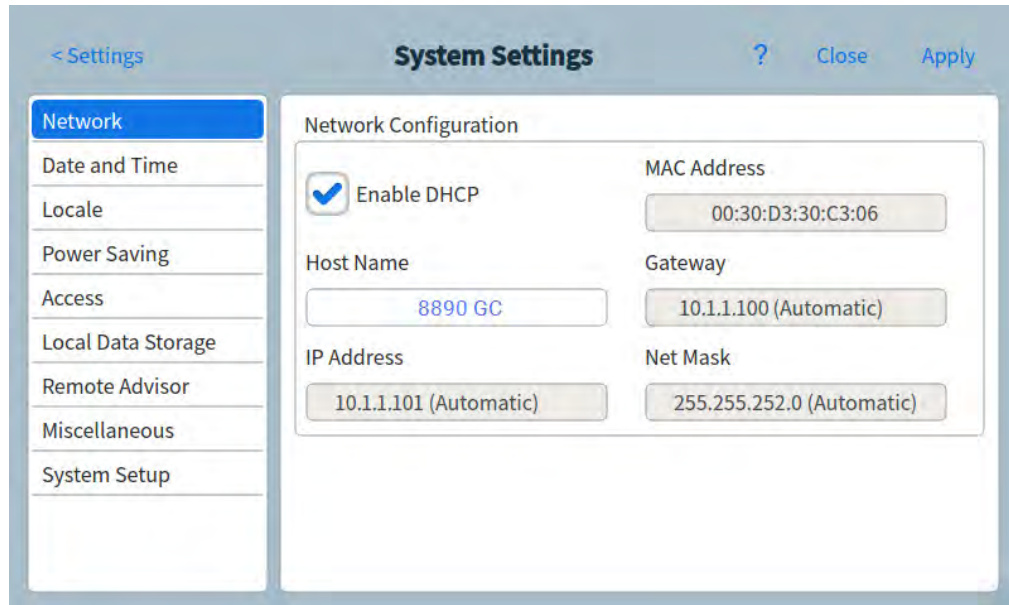 < Settings
System Settings
?
Close
Apply
Network
Date and Time
Locale
Power Saving
Access
Local Data Storage
Remote Advisor
Miscellaneous
System Setup
Network Configuration
Enable DHCP
MAC Address
00:30:D3:30:C3:06
Host Name
8890 GC
Gateway
10.1.1.100 (Automatic)
IP Address
10.1.1.101 (Automatic)
Net Mask
255.255.252.0 (Automatic)